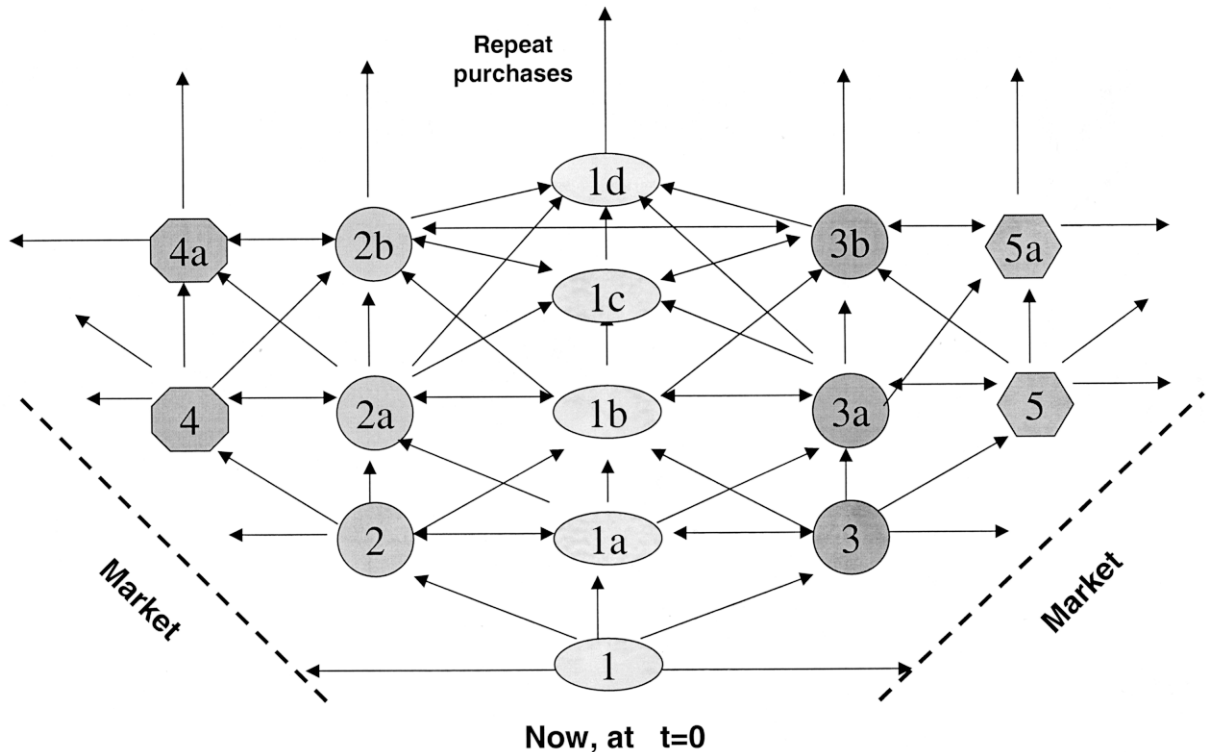 Repeat
purchases
1d
4a
2b
3b
5a
1c
4
2a
1b
3a
5
2
1a
3
Market
Market
1
Now, at t=0